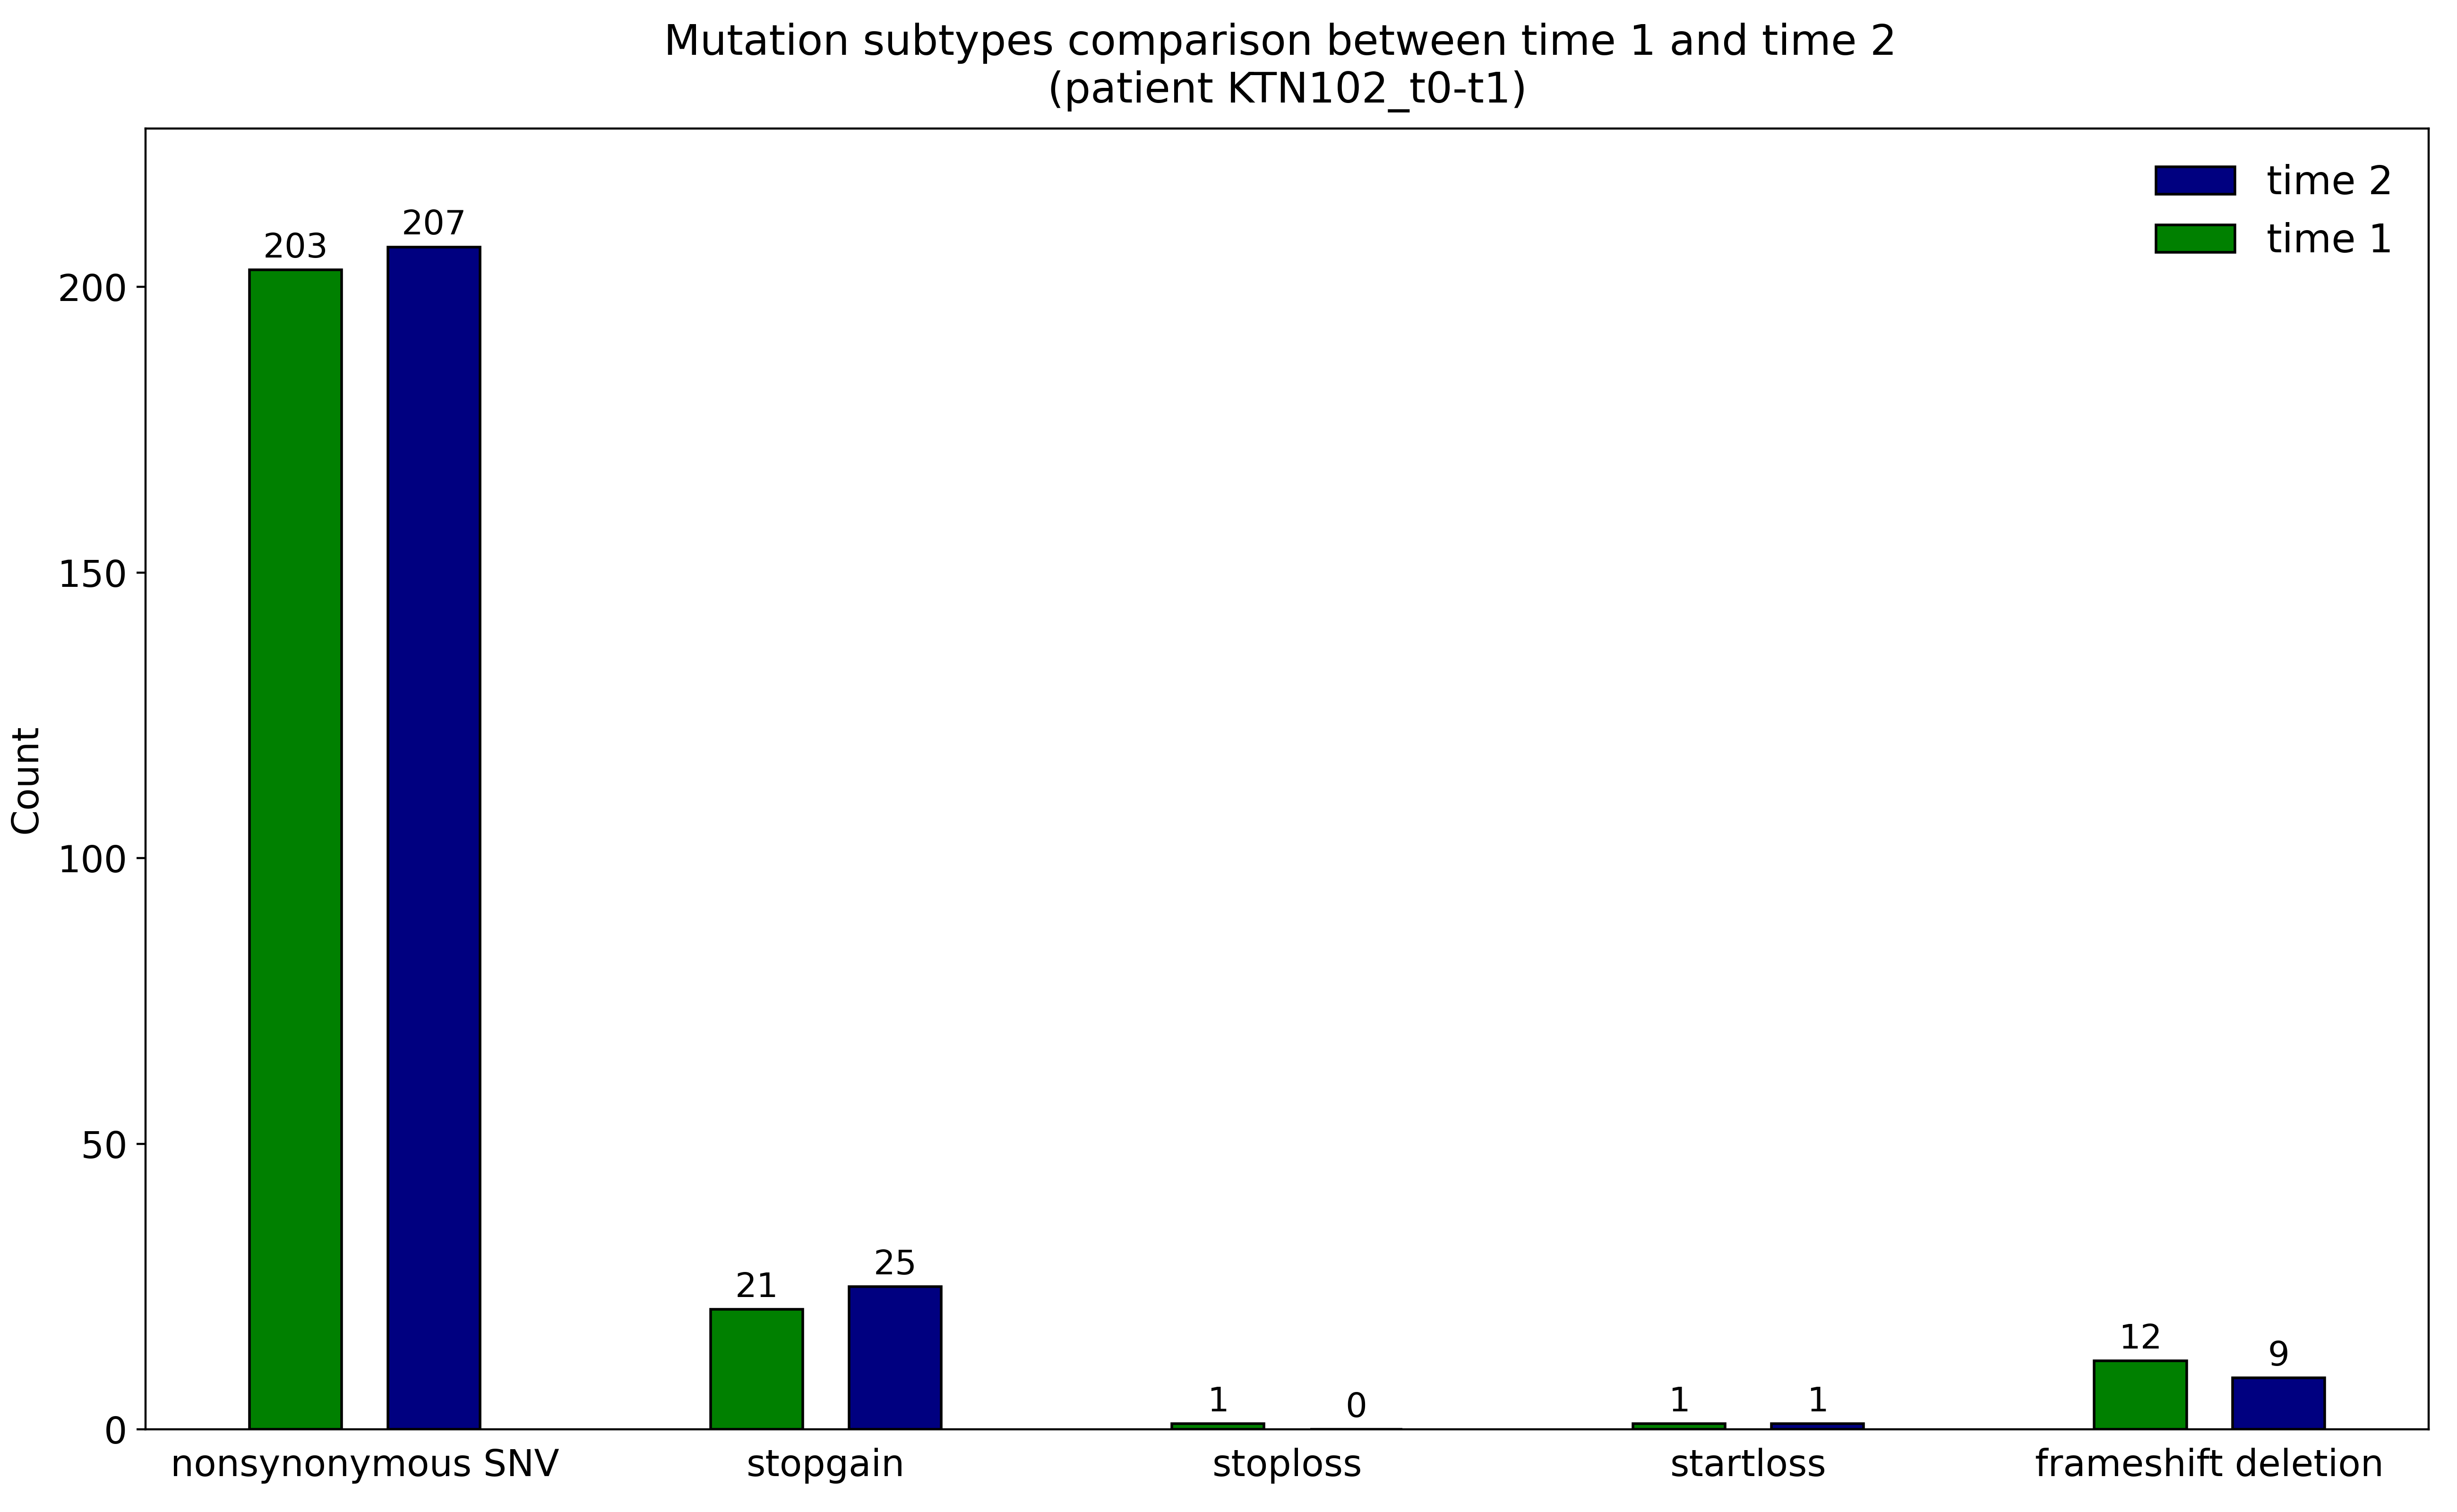 Mutation subtypes comparison between time 1 and time 2
(patient KTN102_t0-t1)
time 2
time 1
Count
200
150
100
50
0
203
207
21
25
1
0
1
1
12
9
nonsynonymous SNV
stopgain
stoploss
startloss
frameshift deletion